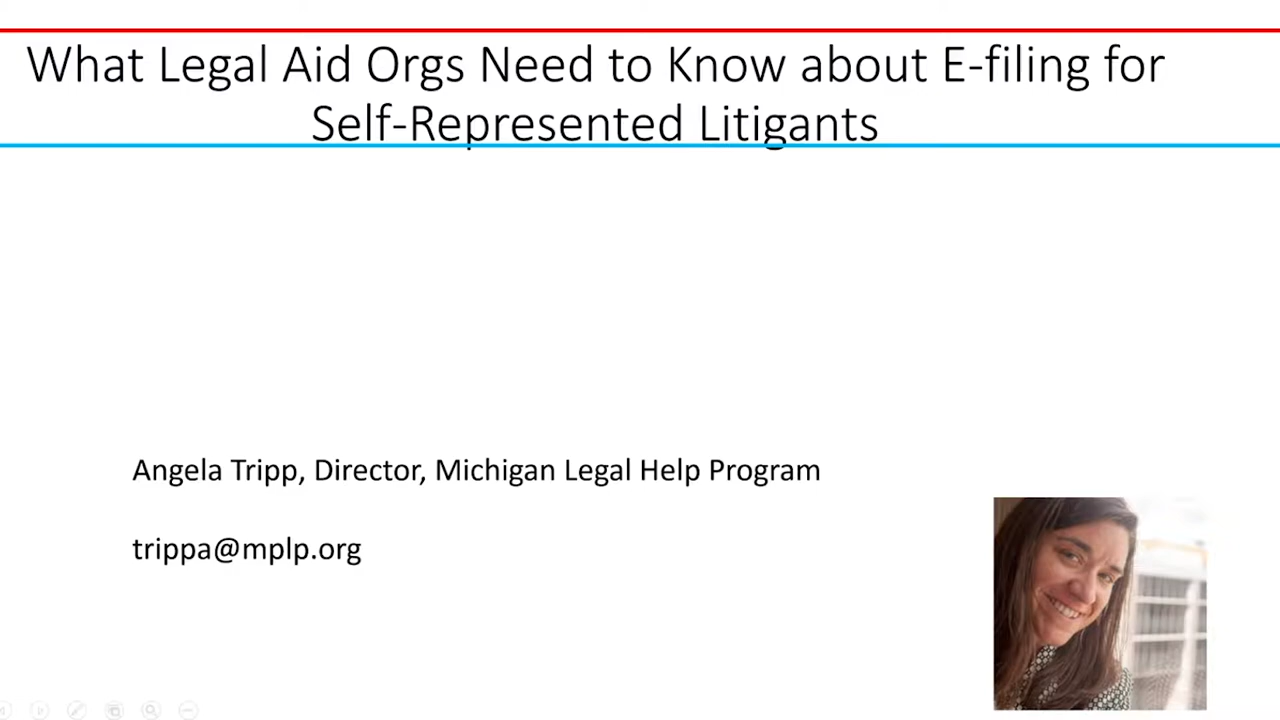 What Legal Aid Orgs Need to Know about E-filing for
Self-Represented Litigants
Angela Tripp, Director, Michigan Legal Help Program
trippa@mplp.org